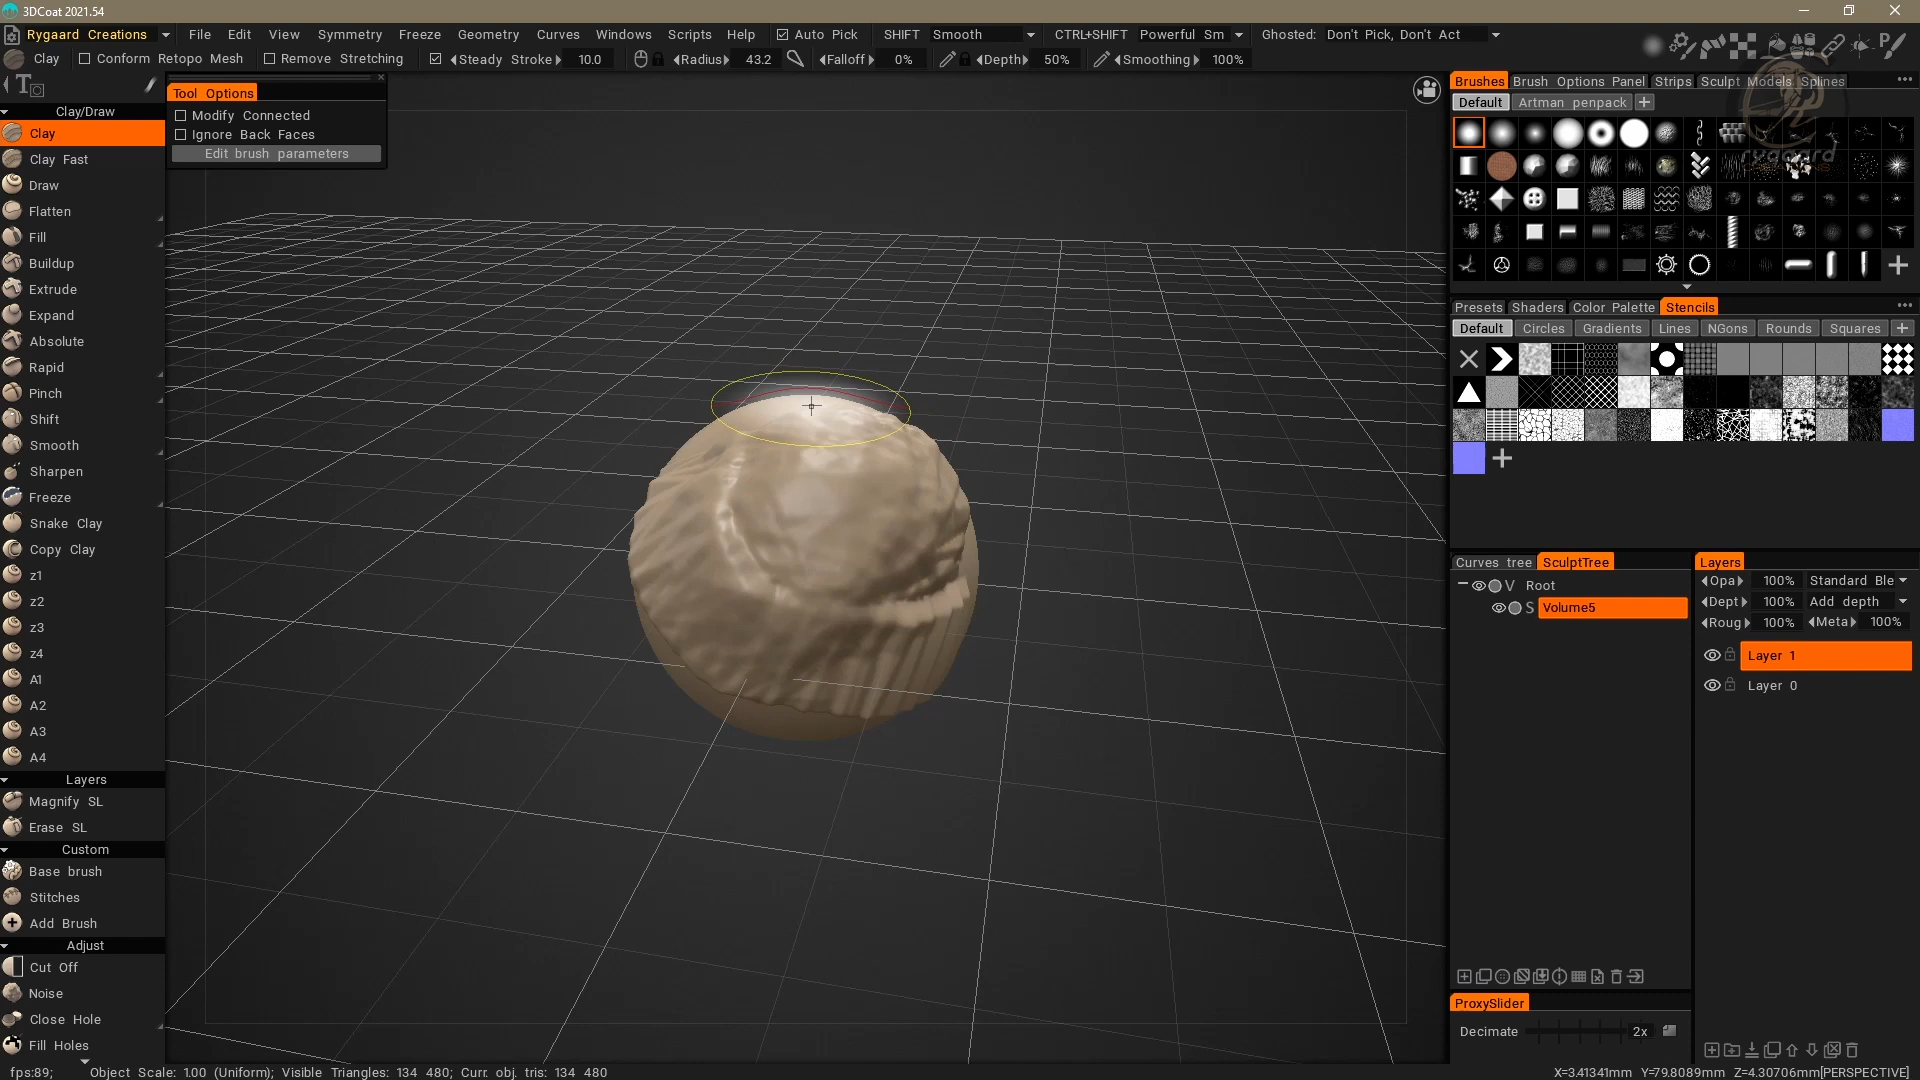 3DCoat 2021.54
Rygaard Creations File Edit View Symmetry Freeze Geometry Curves Windows Scripts Help Auto Pick SHIFT Smooth CTRL+SHIFT Powerful Sm Ghosted: Don't Pick, Don't Act
Clay Conform Retopo Mesh Remove Stretching Steady Stroke 10.0 Radius 43.2 Falloff 0% Depth 50% Smoothing 100%
Tool Options
Modify Connected
Ignore Back Faces
Edit brush parameters
Clay/Draw
Clay
Clay Fast
Draw
Flatten
Fill
Buildup
Extrude
Expand
Absolute
Rapid
Pinch
Shift
Smooth
Sharpen
Freeze
Snake Clay
Copy Clay
z1
z2
z3
z4
A1
A2
A3
A4
Layers
Magnify SL
Erase SL
Custom
Base brush
Stitches
Add Brush
Adjust
Cut Off
Noise
Close Hole
Fill Holes
Brushes Brush Options Panel Strips Sculpt Models Splines
Default Artman penpack
rygaard
Presets Shaders Color Palette Stencils
Default Circles Gradients Lines NGons Rounds Squares
Curves tree SculptTree
V Root
S Volume5
Layers
Opa 100% Standard Ble
Dept 100% Add depth
Roug 100% Meta 100%
Layer 1
Layer 0
ProxySlider
Decimate 2x
fps:89; Object Scale: 1.00 (Uniform); Visible Triangles: 134 480; Curr. obj. tris: 134 480 X=3.41341mm Y=79.8089mm Z=4.30706mm[PERSPECTIVE]